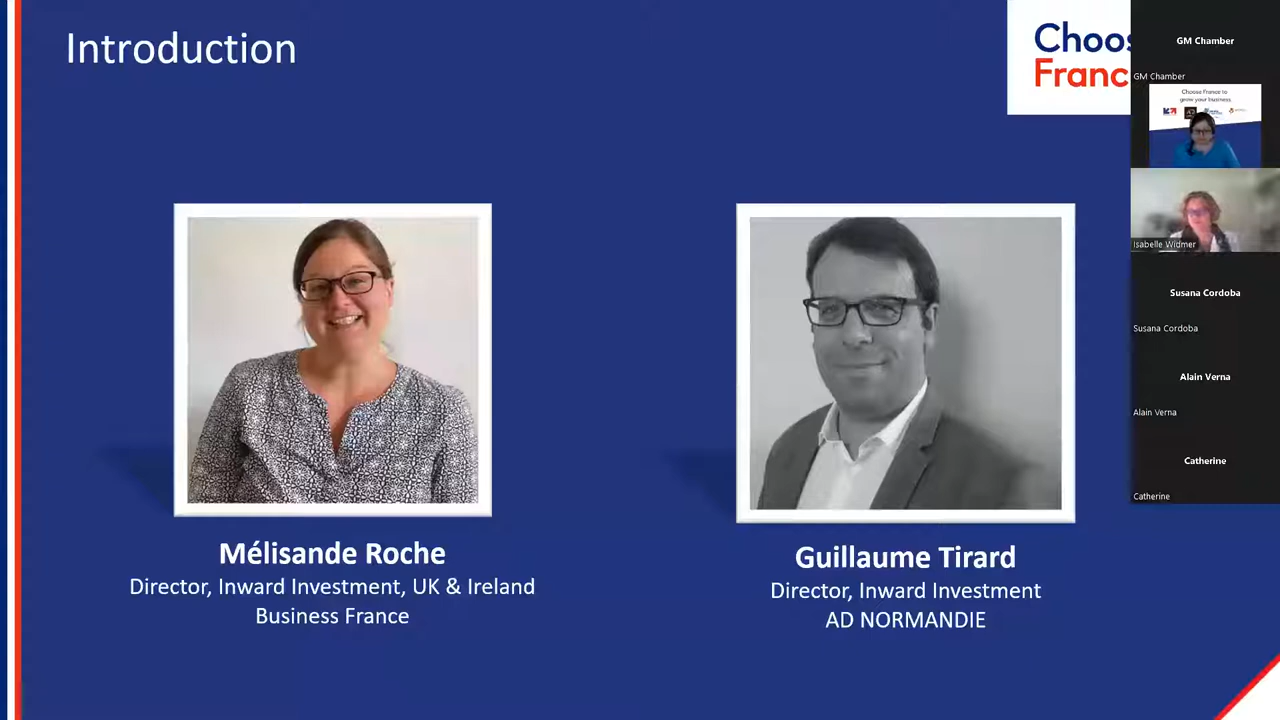 Introduction
Choos
Franc
Mélisande Roche
Director, Inward Investment, UK & Ireland
Business France
Guillaume Tirard
Director, Inward Investment
AD NORMANDIE
GM Chamber
GM Chamber
Choose France to
grow your business
Isabelle Widmer
Susana Cordoba
Susana Cordoba
Alain Verna
Alain Verna
Catherine
Catherine